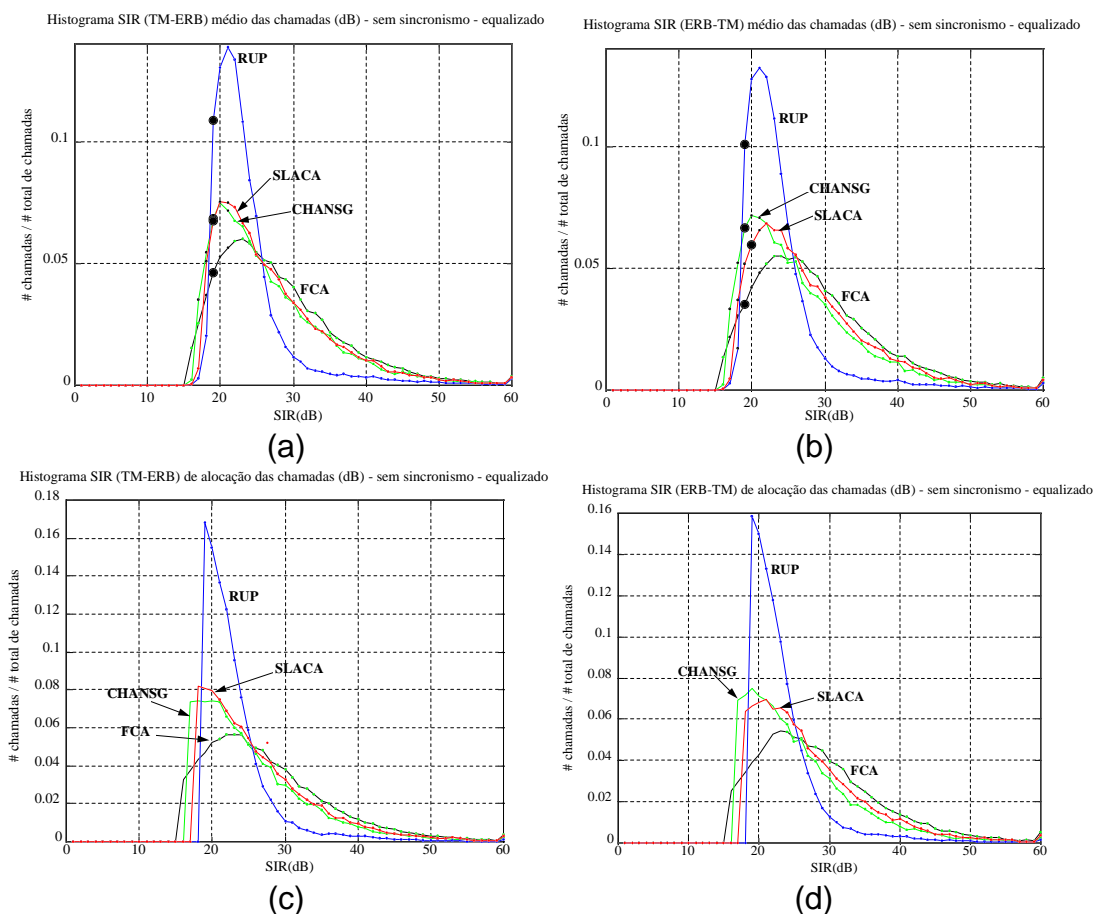 Histograma SIR (TM-ERB) médio das chamadas (dB) - sem sincronismo - equalizado
# chamadas / # total de chamadas
0.1
0.05
0
0
10
20
30
40
50
60
SIR(dB)
RUP
SLACA
CHANSG
FCA
(a)
Histograma SIR (ERB-TM) médio das chamadas (dB) - sem sincronismo - equalizado
# chamadas / # total de chamadas
0.1
0.05
0
0
10
20
30
40
50
60
SIR(dB)
RUP
CHANSG
SLACA
FCA
(b)
Histograma SIR (TM-ERB) de alocação das chamadas (dB) - sem sincronismo - equalizado
# chamadas / # total de chamadas
0.18
0.16
0.14
0.12
0.1
0.08
0.06
0.04
0.02
0
0
10
20
30
40
50
60
SIR(dB)
RUP
SLACA
CHANSG
FCA
(c)
Histograma SIR (ERB-TM) de alocação das chamadas (dB) - sem sincronismo - equalizado
# chamadas / # total de chamadas
0.16
0.14
0.12
0.1
0.08
0.06
0.04
0.02
0
0
10
20
30
40
50
60
SIR(dB)
RUP
CHANSG
SLACA
FCA
(d)